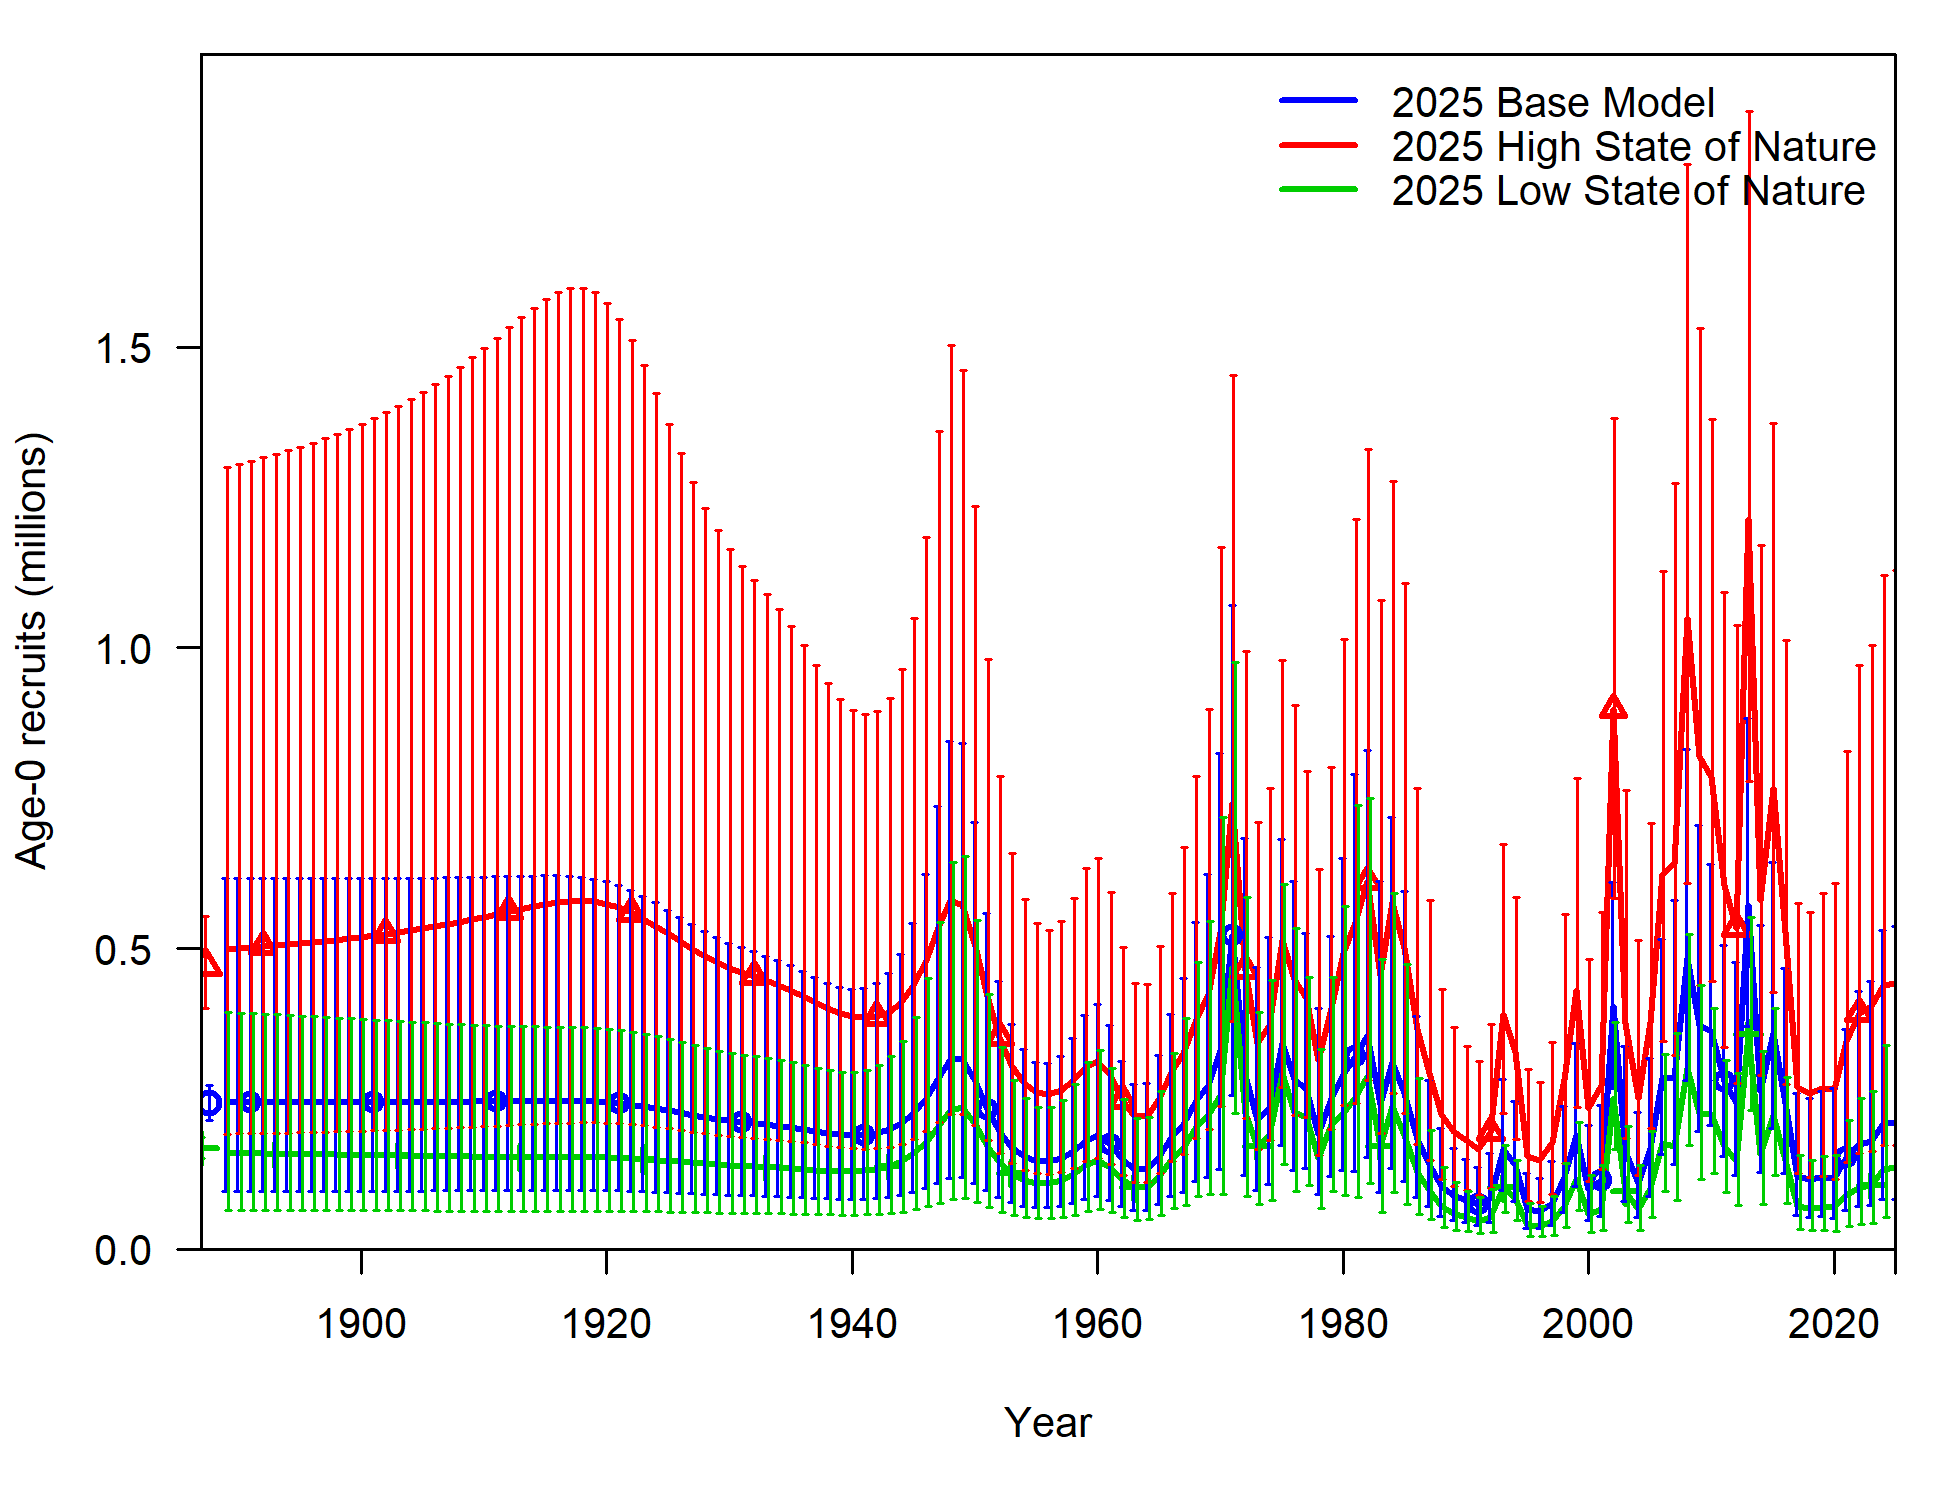 2025 Base Model
2025 High State of Nature
2025 Low State of Nature
Age-0 recruits (millions)
1.5
1.0
0.5
0.0
1900 1920 1940 1960 1980 2000 2020
Year